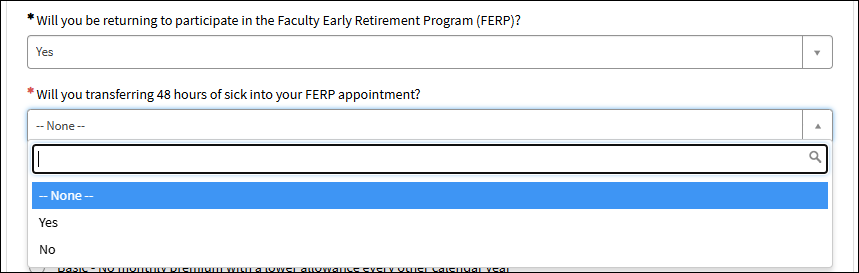 * Will you be returning to participate in the Faculty Early Retirement Program (FERP)?
Yes
* Will you transferring 48 hours of sick into your FERP appointment?
-- None --
-- None --
Yes
No
Basic - No monthly premium with a lower allowance every other calendar year